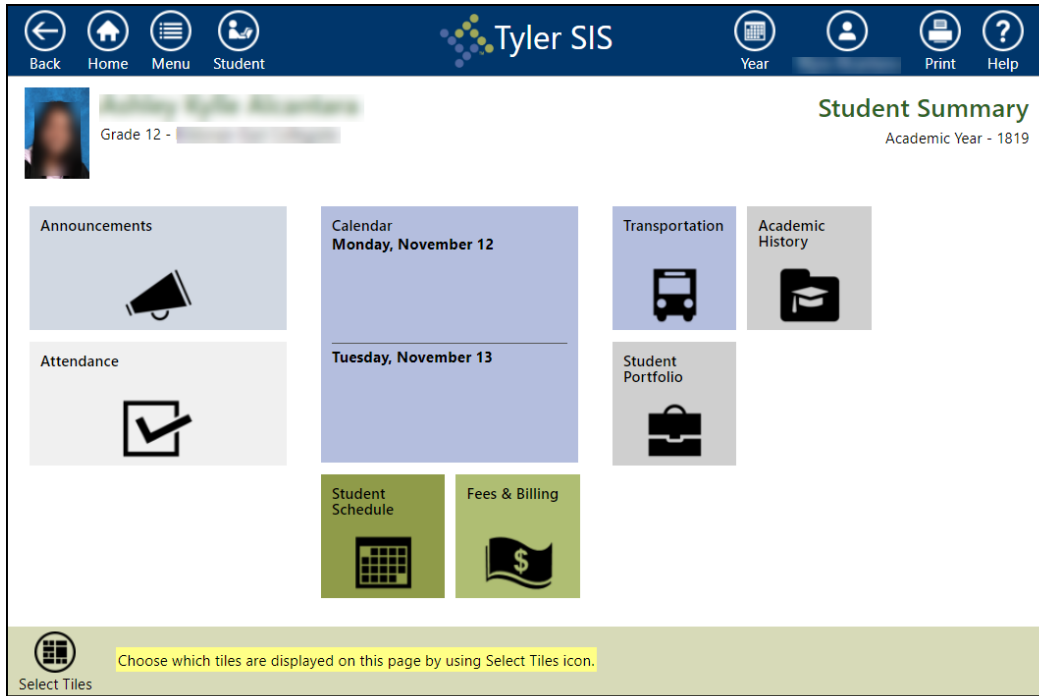 Back
Home
Menu
Student
Tyler SIS
Year
Print
Help
Grade 12 -
Student Summary
Academic Year - 1819
Announcements
Calendar
Monday, November 12
Transportation
Academic
History
Attendance
Tuesday, November 13
Student
Portfolio
Student
Schedule
Fees & Billing
$
Select Tiles
Choose which tiles are displayed on this page by using Select Tiles icon.